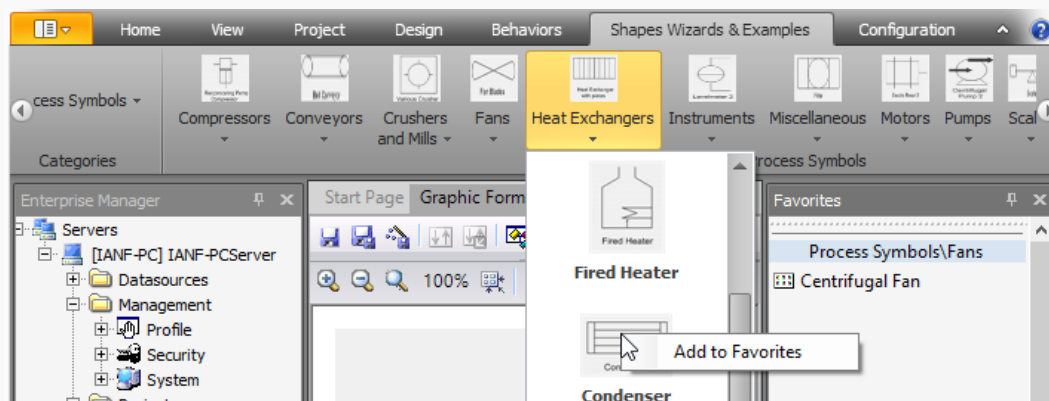 Home View Project Design Behaviors Shapes Wizards & Examples Configuration
cess Symbols
Compressors Conveyors Crushers and Mills Fans Heat Exchangers Instruments Miscellaneous Motors Pumps Scal
Categories
rocess Symbols
Enterprise Manager
Servers
[IANF-PC] IANF-PCServer
Datasources
Management
Profile
Security
System
Start Page Graphic Form
100%
Fired Heater
Fired Heater
Con
Condenser
Add to Favorites
Favorites
Process Symbols\Fans
Centrifugal Fan